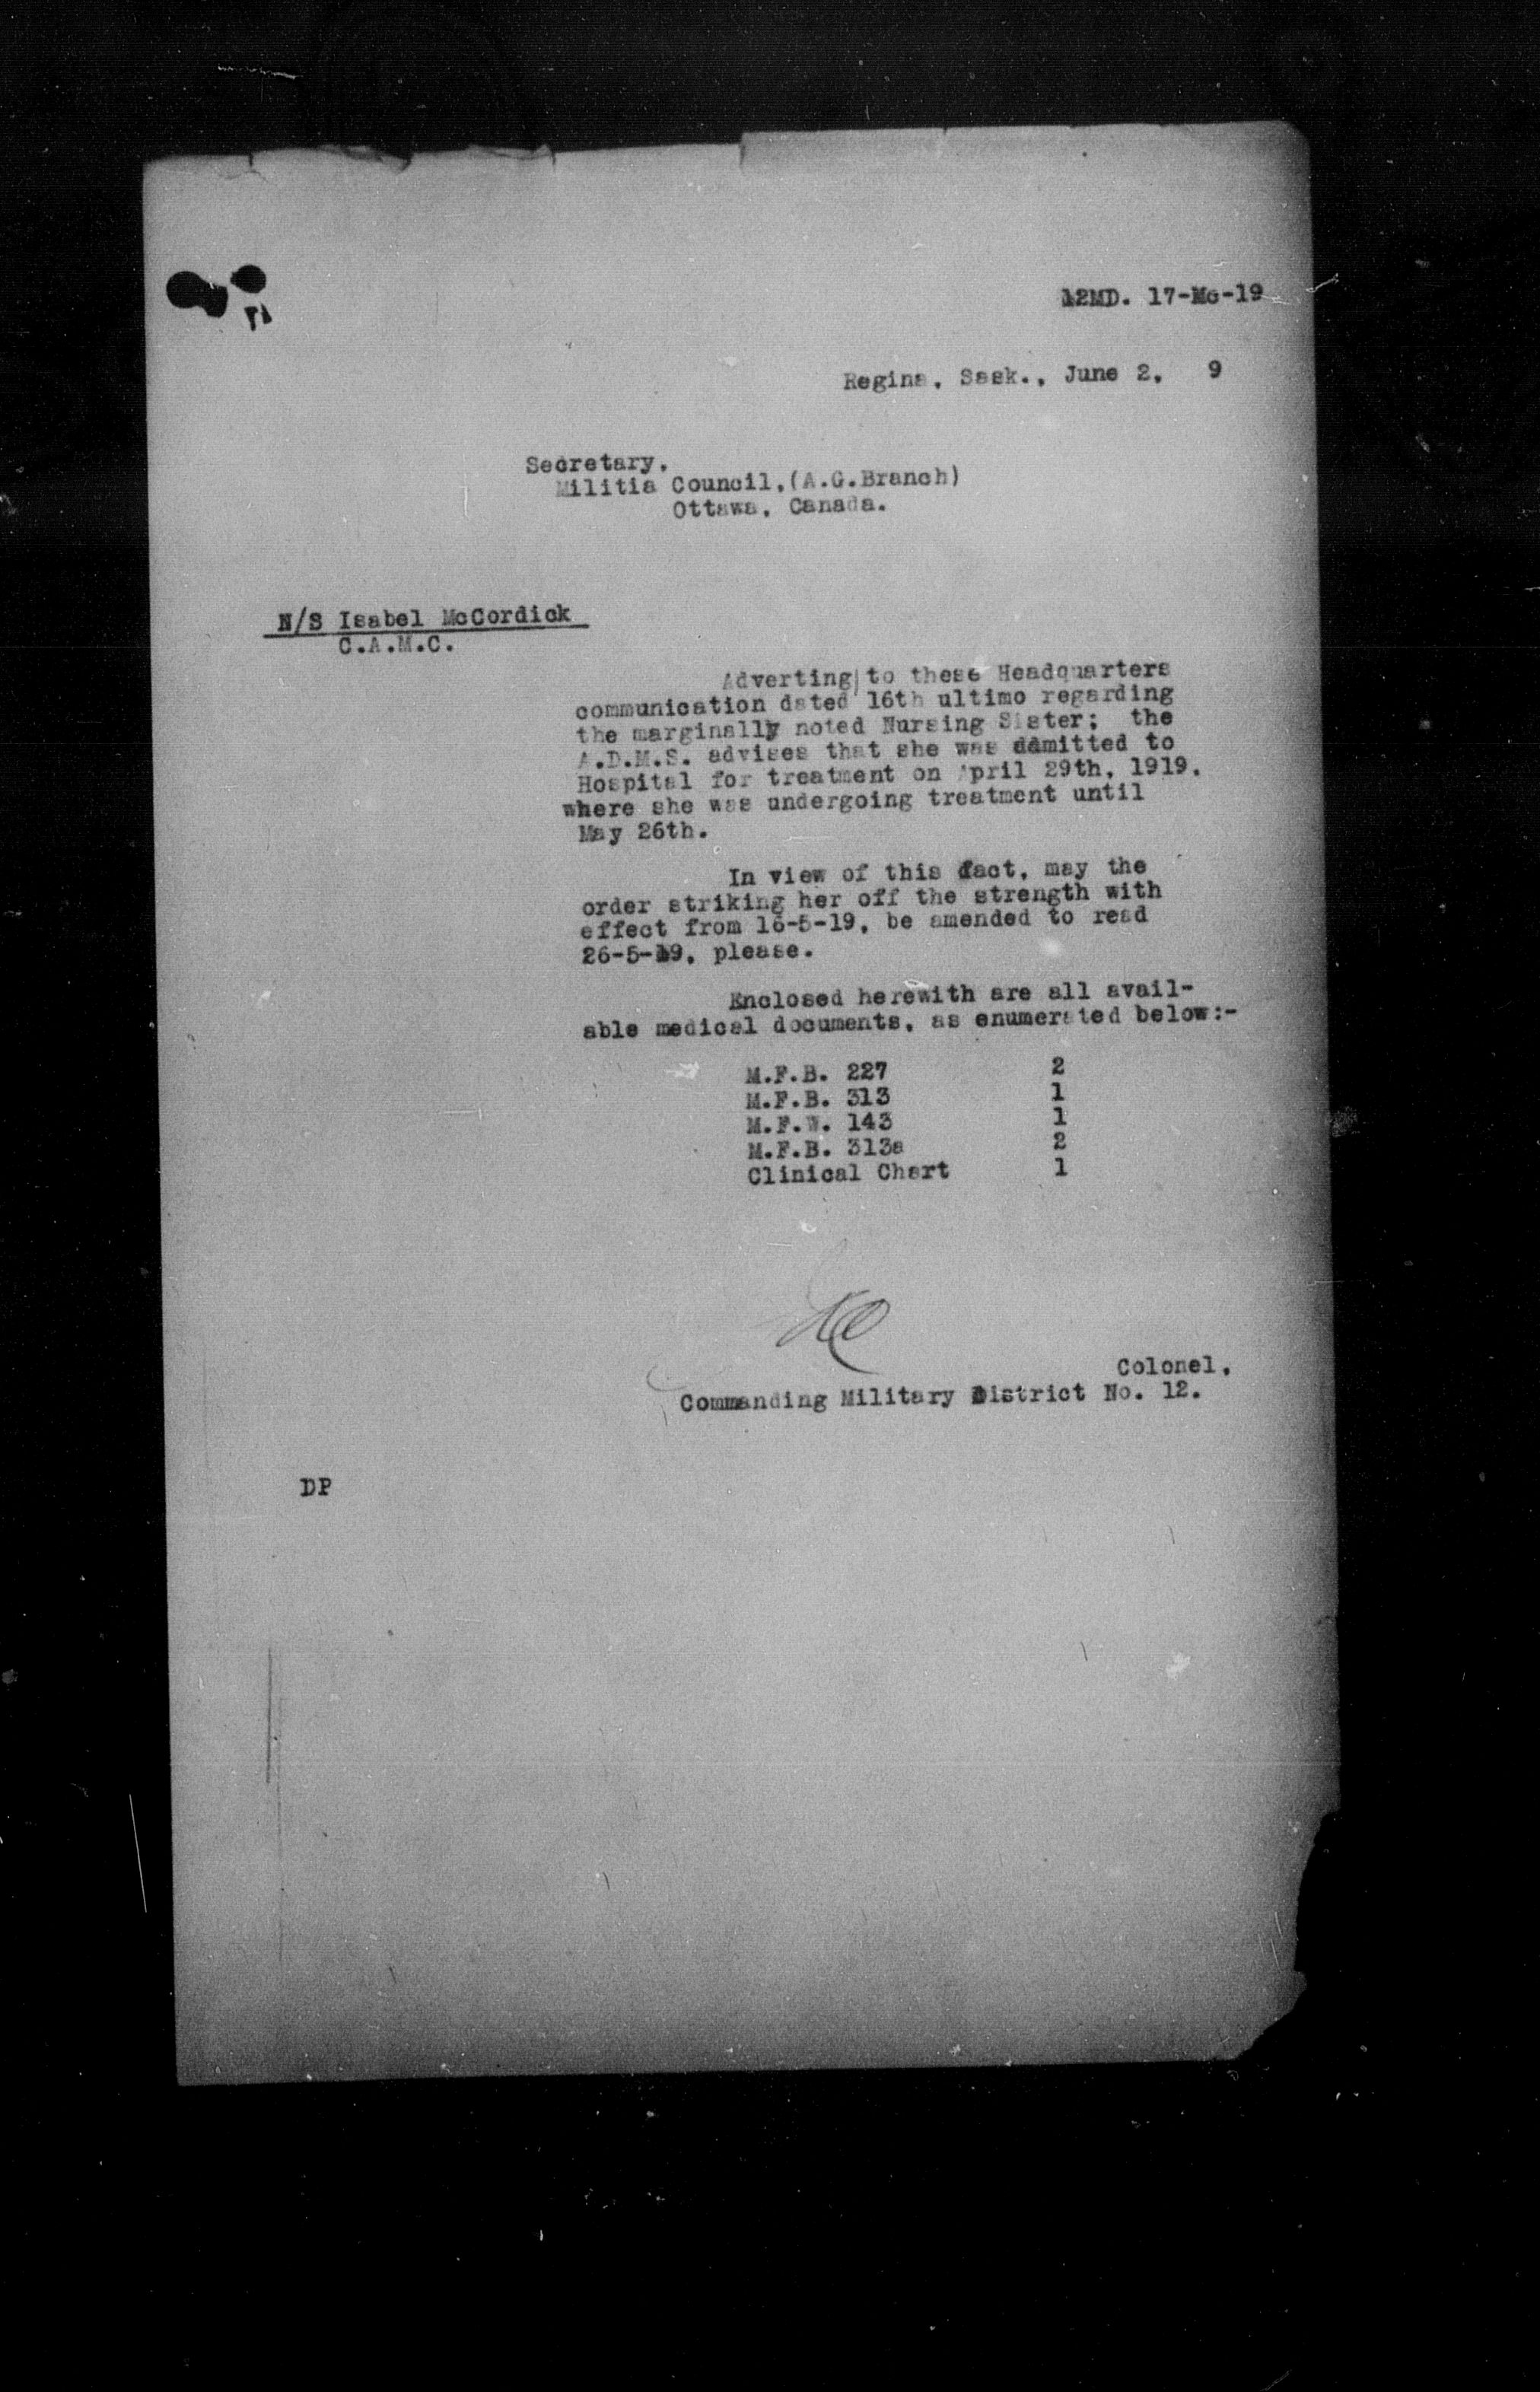 12MD. 17-Mc-19
Regina, Sask., June 2, 9
Secretary,
Militia Council,(A.G.Branch)
Ottawa, Canada.
N/S Isabel McCordick
C.A.M.C.
Adverting to these Headquarters
communication dated 16th ultimo regarding
the marginally noted Nursing Sister; the
A.D.M.S. advises that she was admitted to
Hospital for treatment on April 29th, 1919,
where she was undergoing treatment until
May 26th.
In view of this fact, may the
order striking her off the strength with
effect from 16-5-19, be amended to read
26-5-19, please.
Enclosed herewith are all avail-
able medical documents, as enumerated below:-
M.F.B. 227 2
M.F.B. 313 1
M.F.W. 143 1
M.F.B. 313a 2
Clinical Chart 1
Colonel,
Commanding Military District No. 12.
DP